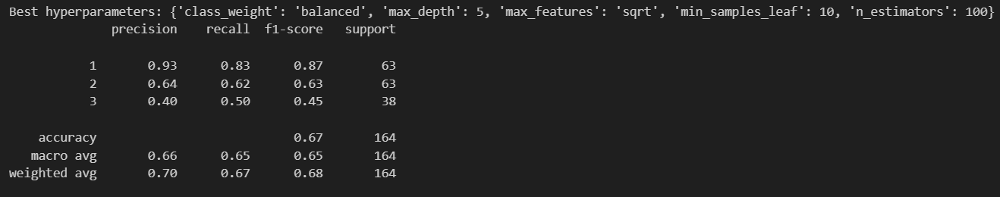 Best hyperparameters: {'class_weight': 'balanced', 'max_depth': 5, 'max_features': 'sqrt', 'min_samples_leaf': 10, 'n_estimators': 100}
              precision    recall  f1-score   support

           1       0.93      0.83      0.87        63
           2       0.64      0.62      0.63        63
           3       0.40      0.50      0.45        38

    accuracy                           0.67       164
   macro avg       0.66      0.65      0.65       164
weighted avg       0.70      0.67      0.68       164